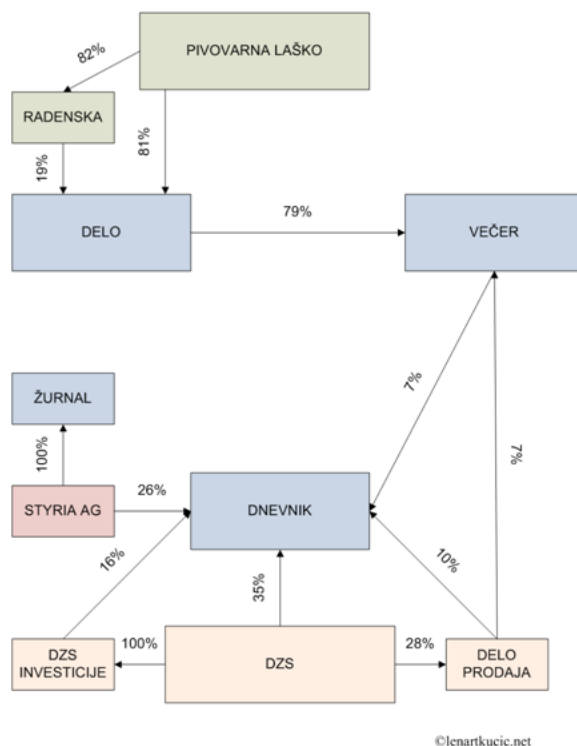 PIVOVARNA LAŠKO
82%
RADENSKA
19%
81%
DELO
79%
VEČER
ŽURNAL
7%
7%
100%
STYRIA AG
26%
DNEVNIK
16%
35%
10%
DZS
INVESTICIJE
100%
DZS
28%
DELO
PRODAJA
©lenartkucic.net